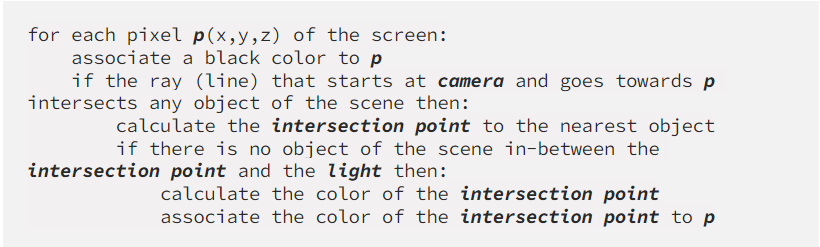 for each pixel p(x,y,z) of the screen:
associate a black color to p
if the ray (line) that starts at camera and goes towards p
intersects any object of the scene then:
calculate the intersection point to the nearest object
if there is no object of the scene in-between the
intersection point and the light then:
calculate the color of the intersection point
associate the color of the intersection point to p